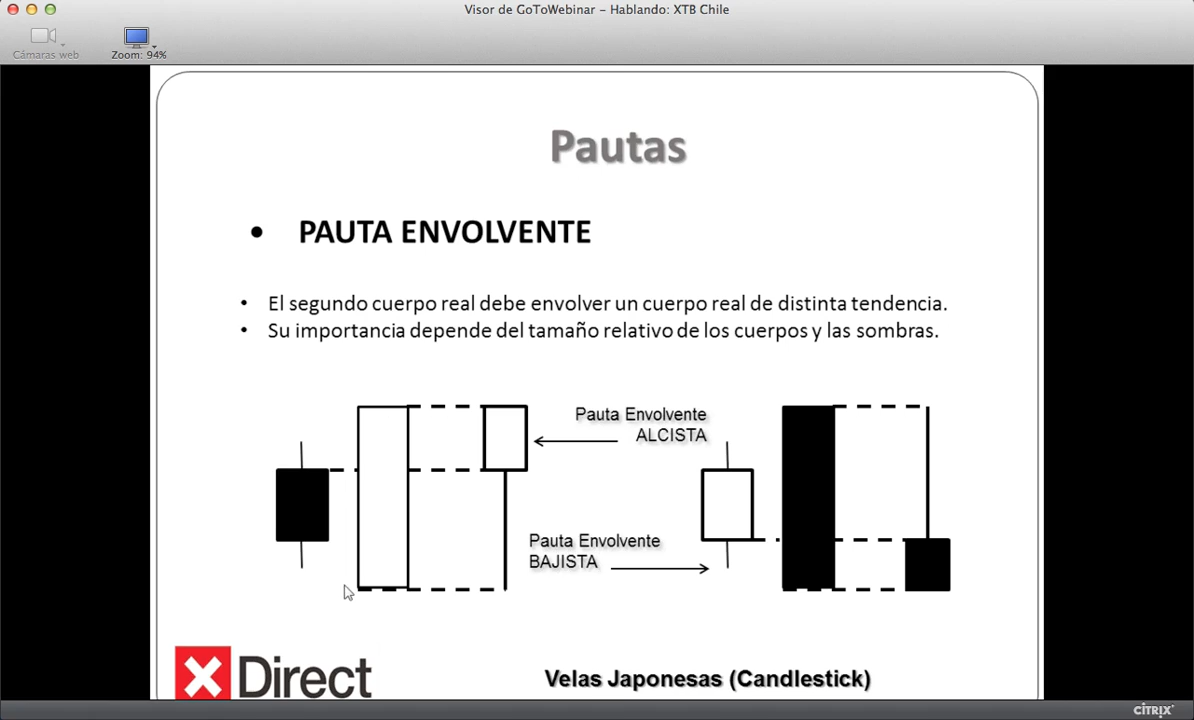 Visor de GoToWebinar – Hablando: XTB Chile
Cámaras web
Zoom: 94%
Pautas
• PAUTA ENVOLVENTE
• El segundo cuerpo real debe envolver un cuerpo real de distinta tendencia.
• Su importancia depende del tamaño relativo de los cuerpos y las sombras.
Pauta Envolvente
ALCISTA
Pauta Envolvente
BAJISTA
X Direct
Velas Japonesas (Candlestick)
CITRIX